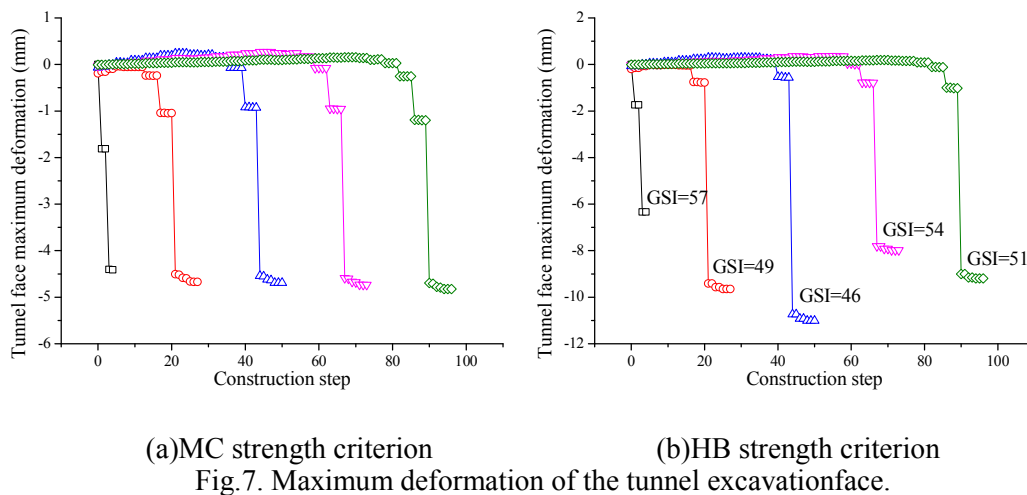 Tunnel face maximum deformation (mm)
1
0
-1
-2
-3
-4
-5
-6
0
20
40
60
80
100
Construction step
Tunnel face maximum deformation (mm)
2
0
-2
-4
-6
-8
-10
-12
GSI=57
GSI=49
GSI=46
GSI=54
GSI=51
0
20
40
60
80
100
Construction step
(a)MC strength criterion
(b)HB strength criterion
Fig.7. Maximum deformation of the tunnel excavationface.